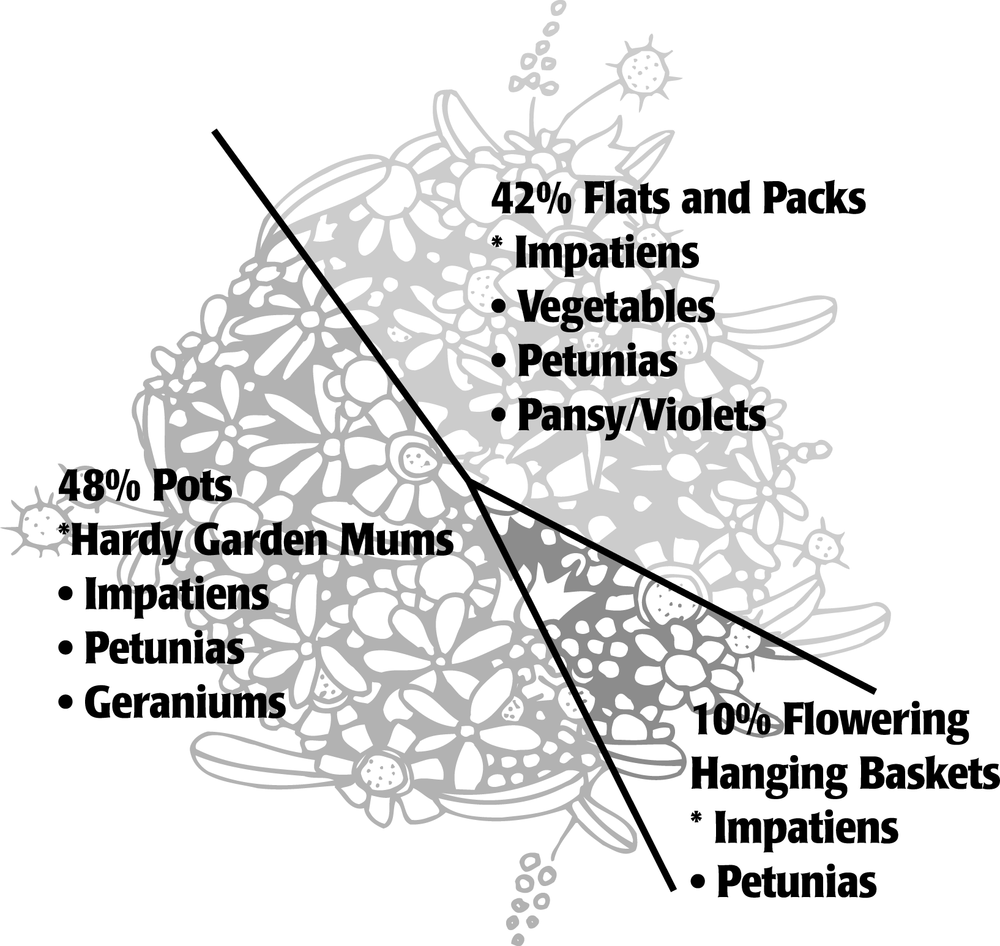 42% Flats and Packs
* Impatiens
• Vegetables
• Petunias
• Pansy/Violets
48% Pots
*Hardy Garden Mums
• Impatiens
• Petunias
• Geraniums
10% Flowering
Hanging Baskets
* Impatiens
• Petunias